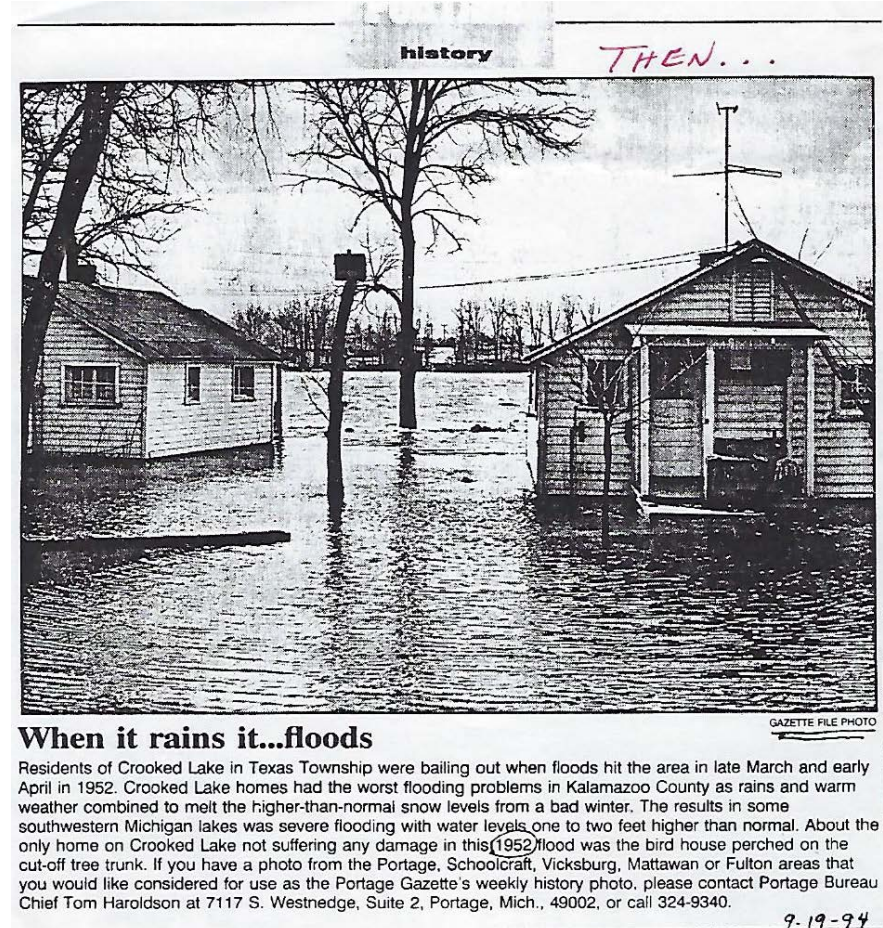 history
THEN...
GAZETTE FILE PHOTO
When it rains it...floods
Residents of Crooked Lake in Texas Township were bailing out when floods hit the area in late March and early
April in 1952. Crooked Lake homes had the worst flooding problems in Kalamazoo County as rains and warm
weather combined to melt the higher-than-normal snow levels from a bad winter. The results in some
southwestern Michigan lakes was severe flooding with water levels one to two feet higher than normal. About the
only home on Crooked Lake not suffering any damage in this 1952 flood was the bird house perched on the
cut-off tree trunk. If you have a photo from the Portage, Schoolcraft, Vicksburg, Mattawan or Fulton areas that
you would like considered for use as the Portage Gazette's weekly history photo, please contact Portage Bureau
Chief Tom Haroldson at 7117 S. Westnedge, Suite 2, Portage, Mich., 49002, or call 324-9340.
9-19-94